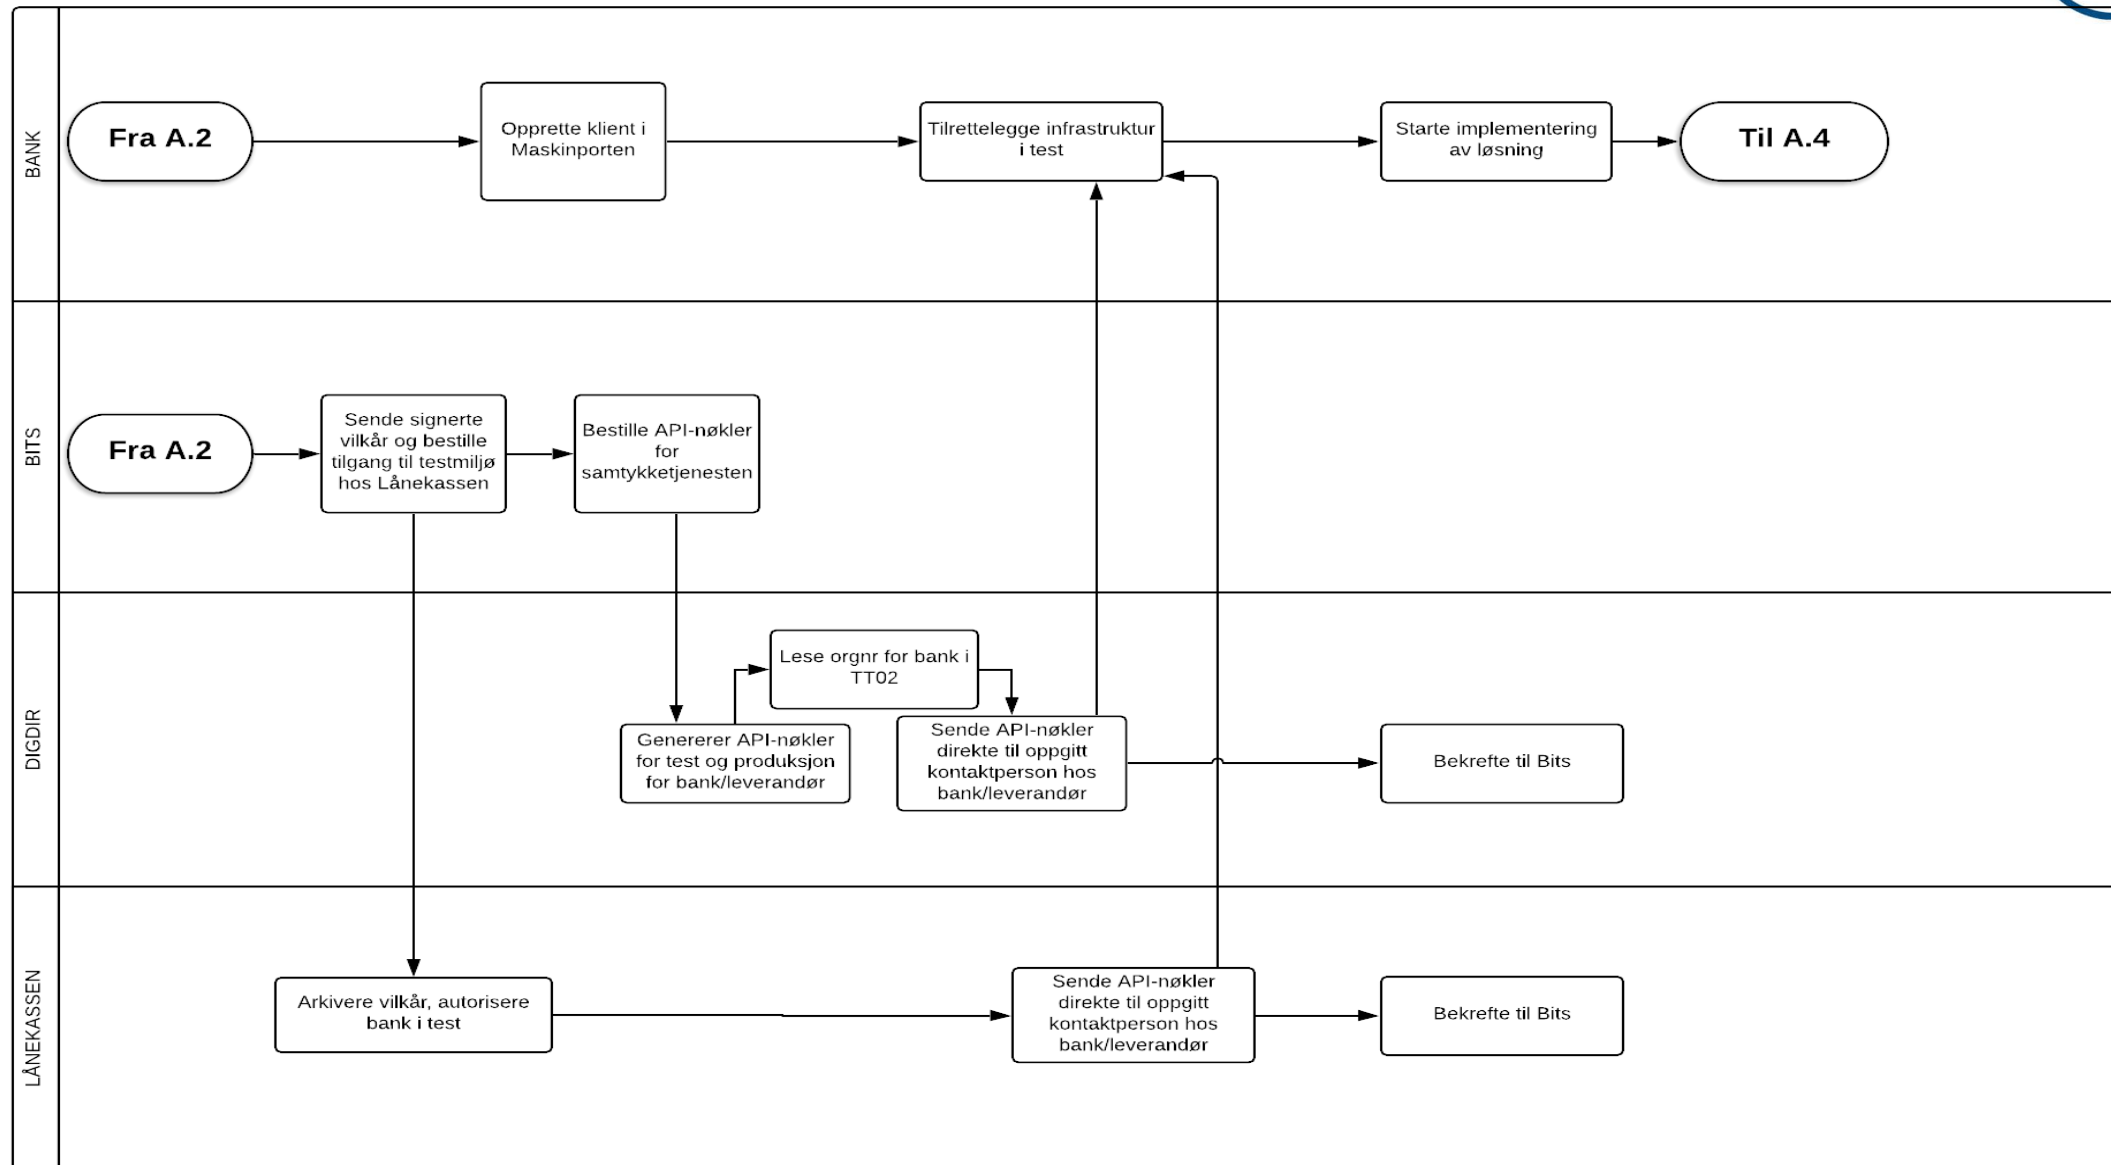 BANK
Fra A.2
Opprette klient i
Maskinporten
Tilrettelegge infrastruktur
i test
Starte implementering
av løsning
Til A.4
BITS
Fra A.2
Sende signerte
vilkår og bestille
tilgang til testmiljø
hos Lånekassen
Bestille API-nøkler
for
samtykketjenesten
DIGDIR
Lese orgnr for bank i
TT02
Genererer API-nøkler
for test og produksjon
for bank/leverandør
Sende API-nøkler
direkte til oppgitt
kontaktperson hos
bank/leverandør
Bekrefte til Bits
LÅNEKASSEN
Arkivere vilkår, autorisere
bank i test
Sende API-nøkler
direkte til oppgitt
kontaktperson hos
bank/leverandør
Bekrefte til Bits